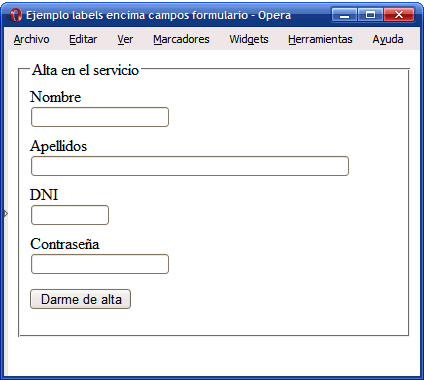 Ejemplo labels encima campos formulario - Opera
Archivo Editar Ver Marcadores Widgets Herramientas Ayuda
Alta en el servicio
Nombre
Apellidos
DNI
Contraseña
Darme de alta